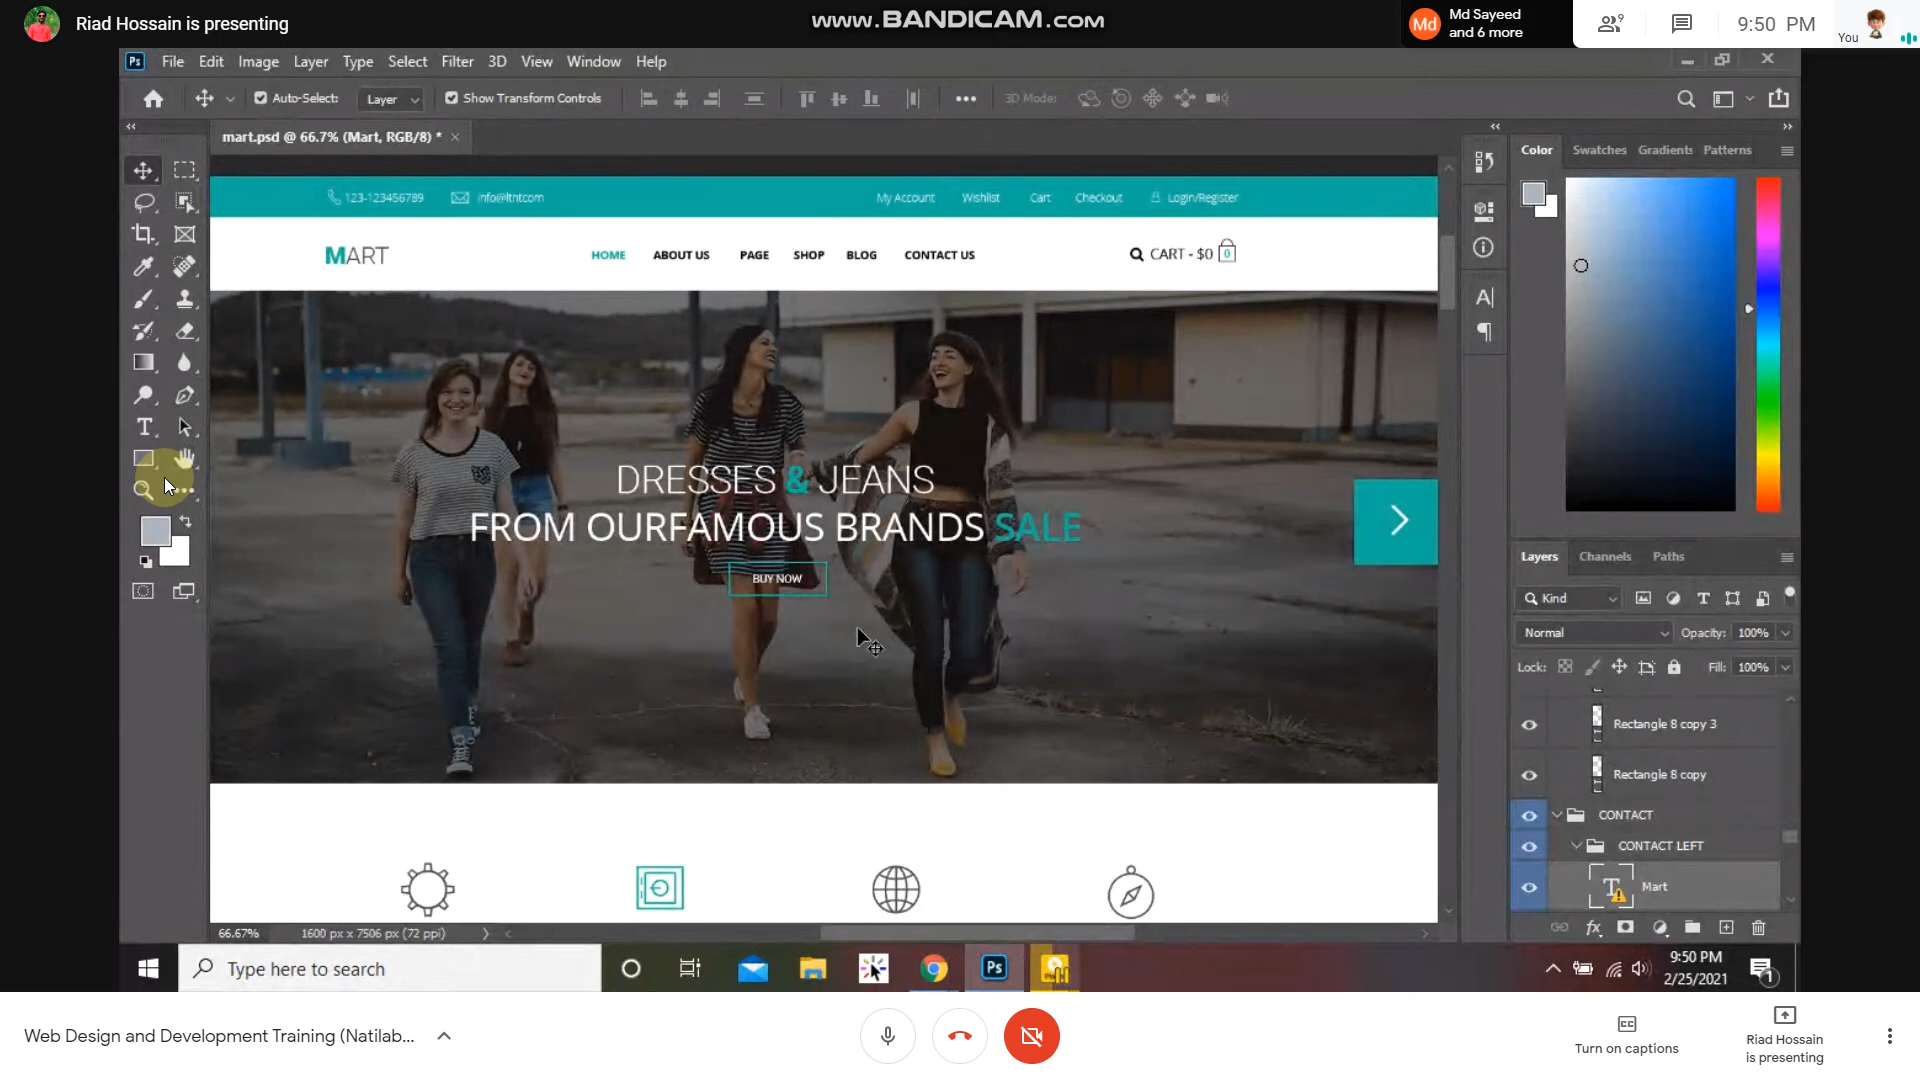 Riad Hossain is presenting
www.BANDICAM.com
Md
Md Sayeed
and 6 more
9
9:50 PM
You
Ps
File Edit Image Layer Type Select Filter 3D View Window Help
Auto-Select: Layer Show Transform Controls 3D Mode:
mart.psd @ 66.7% (Mart, RGB/8) *
Color Swatches Gradients Patterns
123-123456789 info@ltntcom My Account Wishlist Cart Checkout Login/Register
MART HOME ABOUT US PAGE SHOP BLOG CONTACT US CART - $0 0
DRESSES & JEANS
FROM OURFAMOUS BRANDS SALE
BUY NOW
Layers Channels Paths
Kind
Normal Opacity: 100%
Lock: Fill: 100%
Rectangle 8 copy 3
Rectangle 8 copy
CONTACT
CONTACT LEFT
Mart
66.67% 1600 px x 7506 px (72 ppi)
Type here to search
Ps
9:50 PM
2/25/2021
1
Web Design and Development Training (Natilab...
Turn on captions
Riad Hossain
is presenting